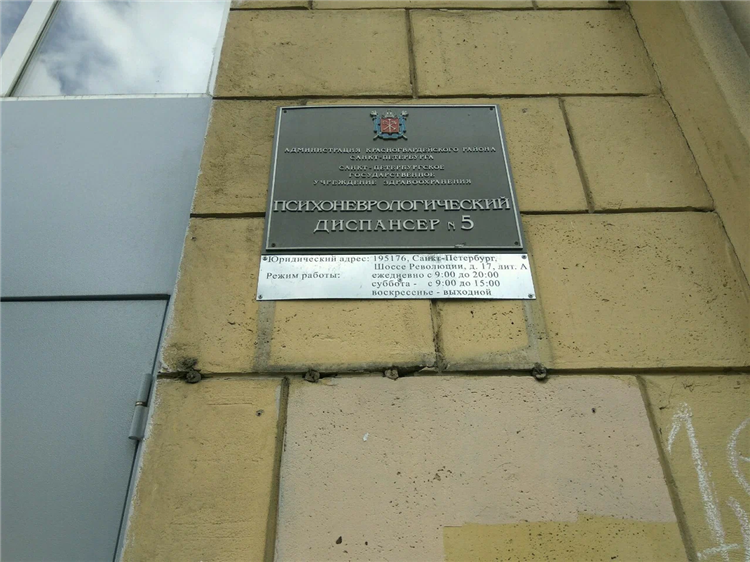 АДМИНИСТРАЦИЯ КРАСНОГВАРДЕЙСКОГО РАЙОНА
САНКТ-ПЕТЕРБУРГА
САНКТ-ПЕТЕРБУРГСКОЕ
ГОСУДАРСТВЕННОЕ
УЧРЕЖДЕНИЕ ЗДРАВООХРАНЕНИЯ
ПСИХОНЕВРОЛОГИЧЕСКИЙ
ДИСПАНСЕР № 5
Юридический адрес: 195176, Санкт-Петербург,
Шоссе Революции, д. 17, лит. А
Режим работы: ежедневно с 9:00 до 20:00
суббота - с 9:00 до 15:00
воскресенье - выходной